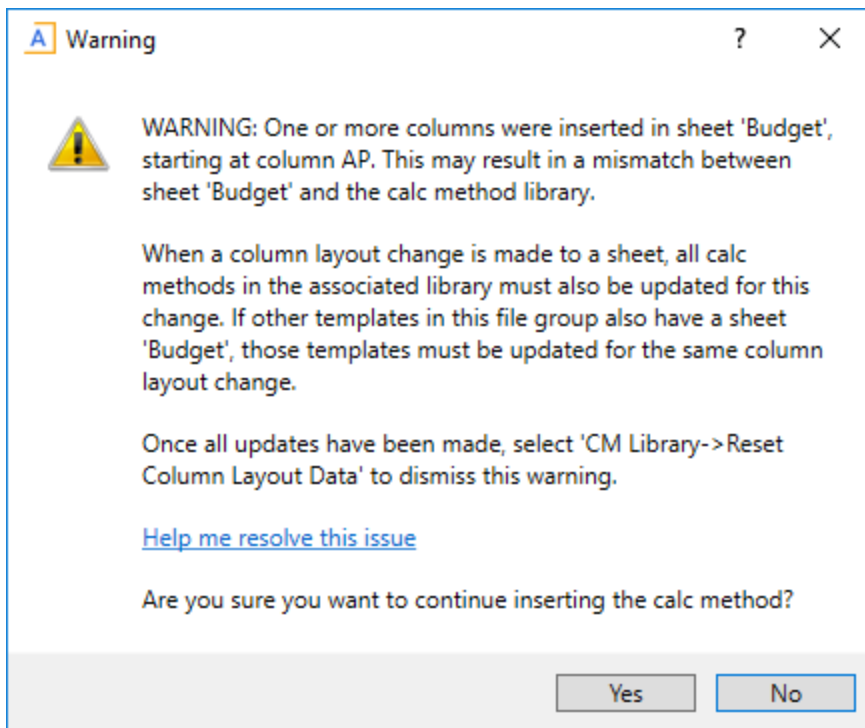 A Warning ?
WARNING: One or more columns were inserted in sheet 'Budget',
starting at column AP. This may result in a mismatch between
sheet 'Budget' and the calc method library.
When a column layout change is made to a sheet, all calc
methods in the associated library must also be updated for this
change. If other templates in this file group also have a sheet
'Budget', those templates must be updated for the same column
layout change.
Once all updates have been made, select 'CM Library->Reset
Column Layout Data' to dismiss this warning.
Help me resolve this issue
Are you sure you want to continue inserting the calc method?
Yes No